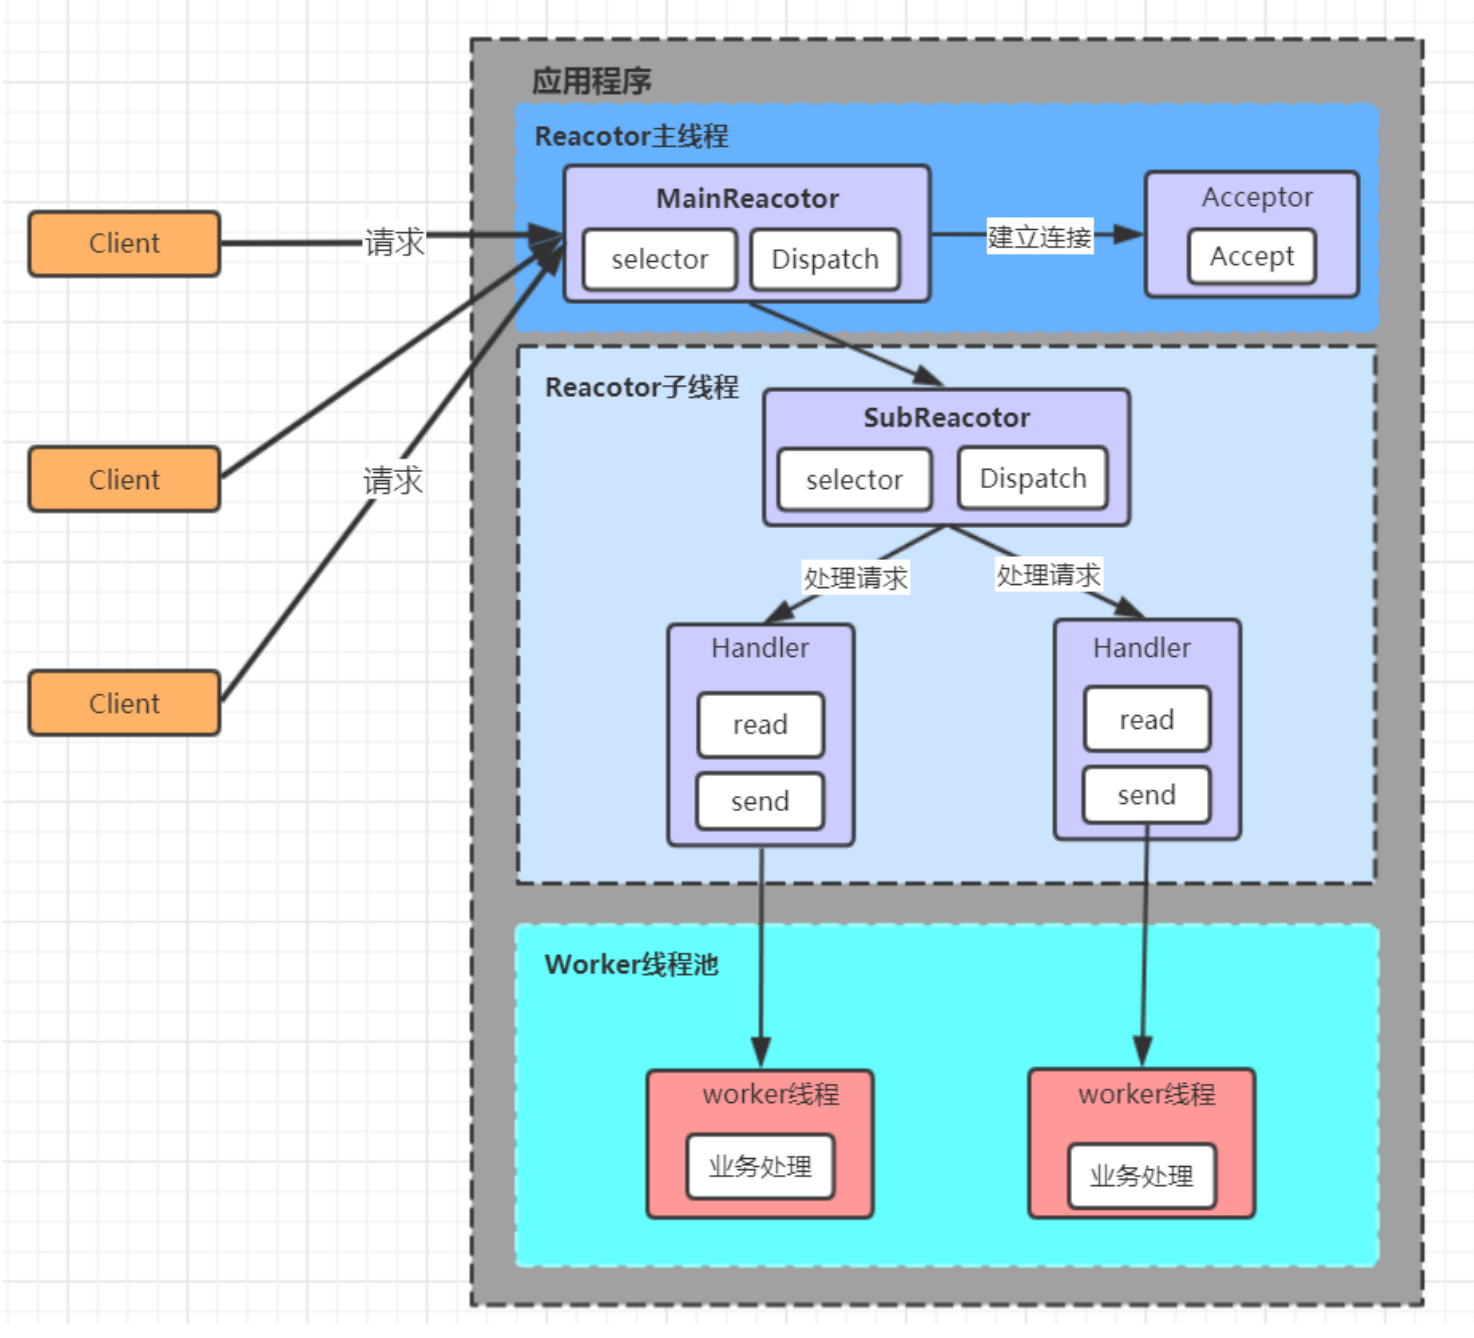 应用程序
Reacotor主线程
MainReacotor
selector
Dispatch
建立连接
Acceptor
Accept
Client
请求
Client
请求
Client
Reacotor子线程
SubReacotor
selector
Dispatch
处理请求
处理请求
Handler
read
send
Handler
read
send
Worker线程池
worker线程
业务处理
worker线程
业务处理